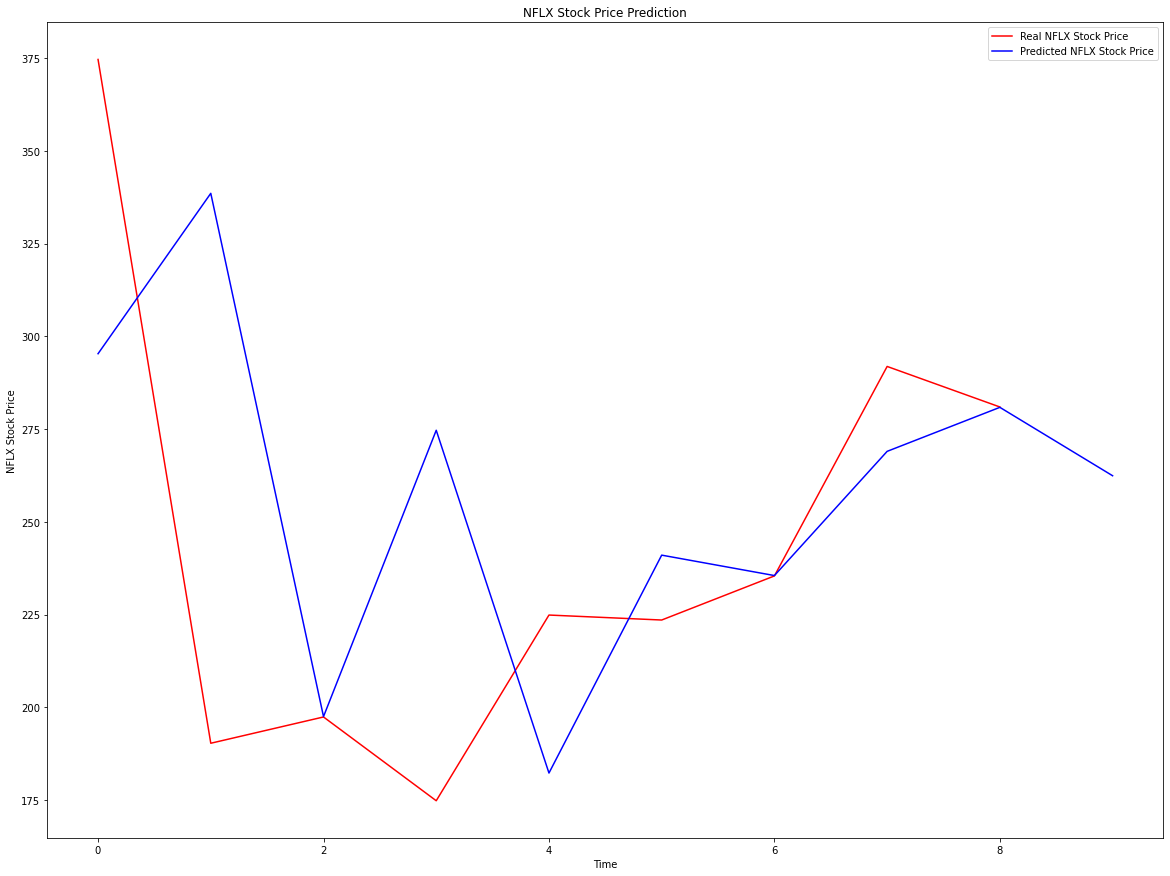 NFLX Stock Price Prediction
Real NFLX Stock Price
Predicted NFLX Stock Price
NFLX Stock Price
375
350
325
300
275
250
225
200
175
0 2 4 6 8
Time